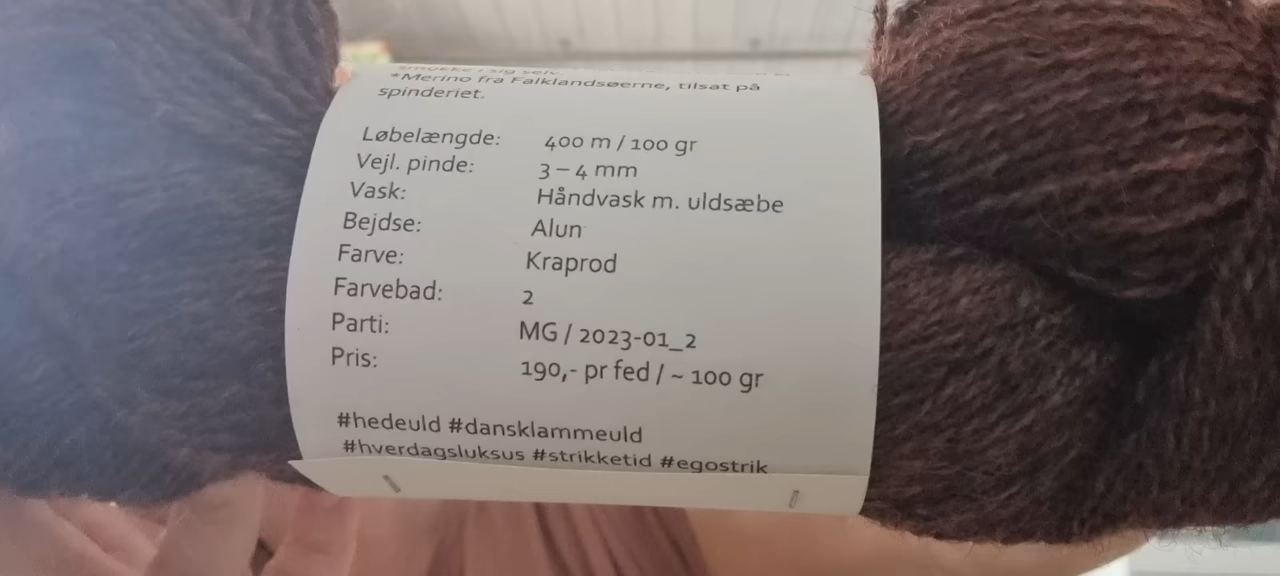 *Merino fra Falklandsøerne, tilsat på
spinderiet.
Løbelængde: 400 m / 100 gr
Vejl. pinde: 3 – 4 mm
Vask: Håndvask m. uldsæbe
Bejdse: Alun
Farve: Kraprod
Farvebad: 2
Parti: MG / 2023-01_2
Pris: 190,- pr fed / ~ 100 gr
#hedeuld #dansklammeuld
#hverdagsluksus #strikketid #egostrik